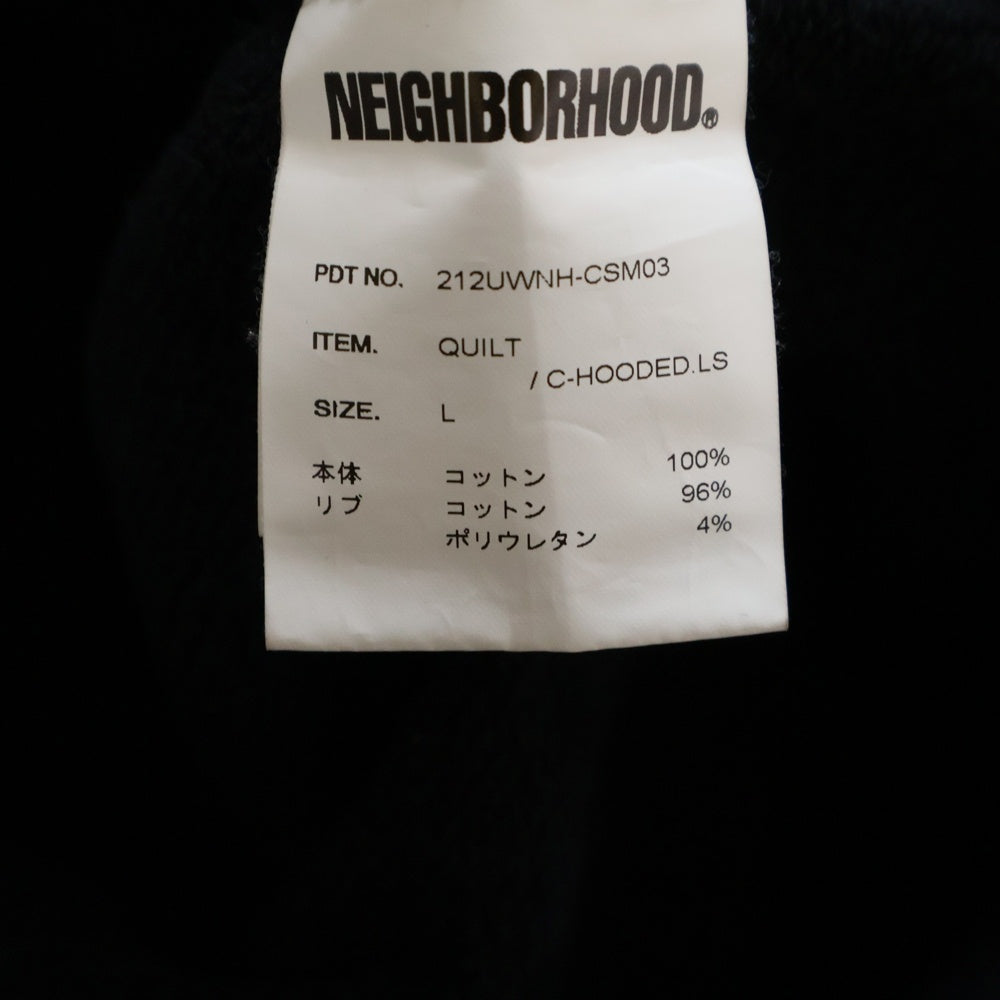 NEIGHBORHOOD®
PDT NO. 212UWNH-CSM03
ITEM. QUILT
/ C-HOODED.LS
SIZE. L
本体 コットン 100%
リブ コットン 96%
ポリウレタン 4%